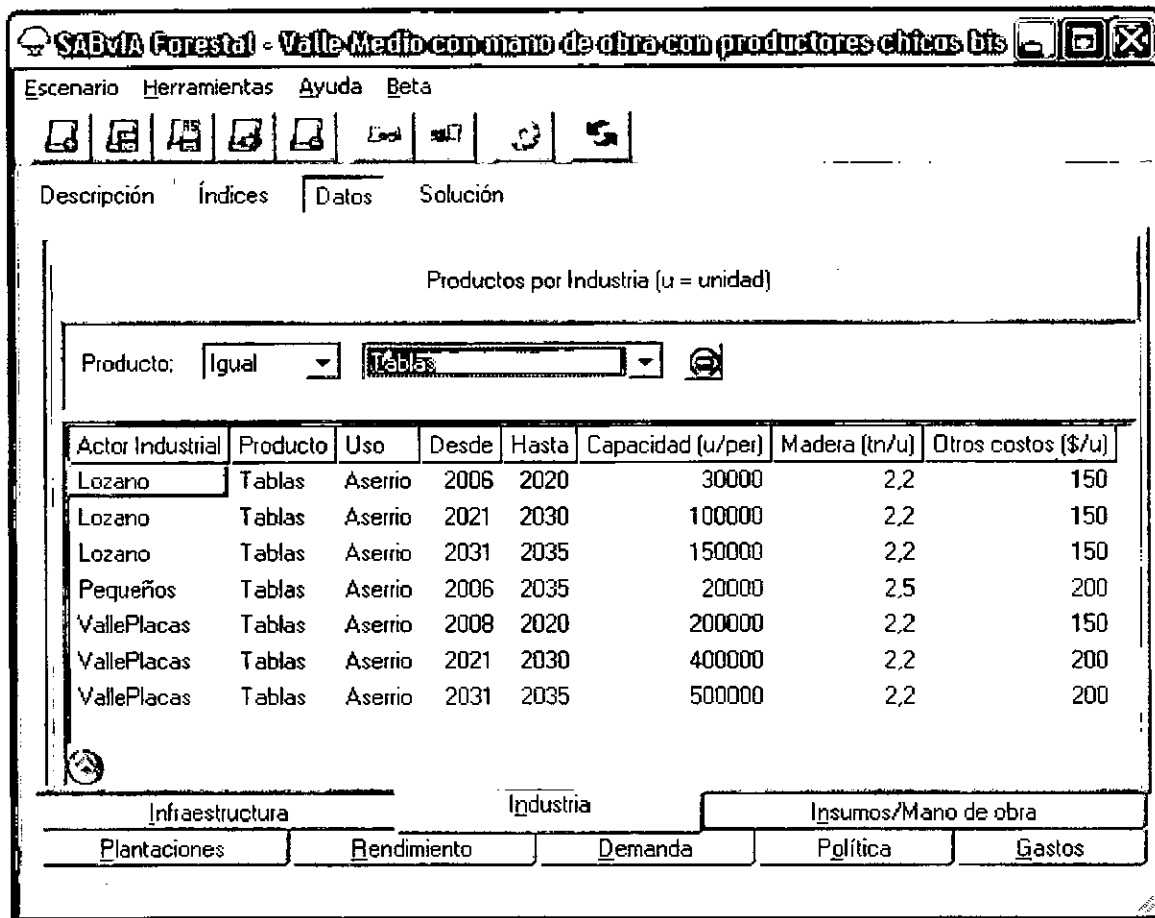 SABvIA Forestal - Valle Medio con mano de obra con productores chicos bis
Escenario Herramientas Ayuda Beta
Descripción Índices Datos Solución
Productos por Industria (u = unidad)
Producto: Igual Tablas
Actor Industrial Producto Uso Desde Hasta Capacidad (u/per) Madera (tn/u) Otros costos ($/u)
Lozano Tablas Aserrio 2006 2020 30000 2,2 150
Lozano Tablas Aserrio 2021 2030 100000 2,2 150
Lozano Tablas Aserrio 2031 2035 150000 2,2 150
Pequeños Tablas Aserrio 2006 2035 20000 2,5 200
VallePlacas Tablas Aserrio 2008 2020 200000 2,2 150
VallePlacas Tablas Aserrio 2021 2030 400000 2,2 200
VallePlacas Tablas Aserrio 2031 2035 500000 2,2 200
Infraestructura Industria Insumos/Mano de obra
Plantaciones Rendimiento Demanda Política Gastos